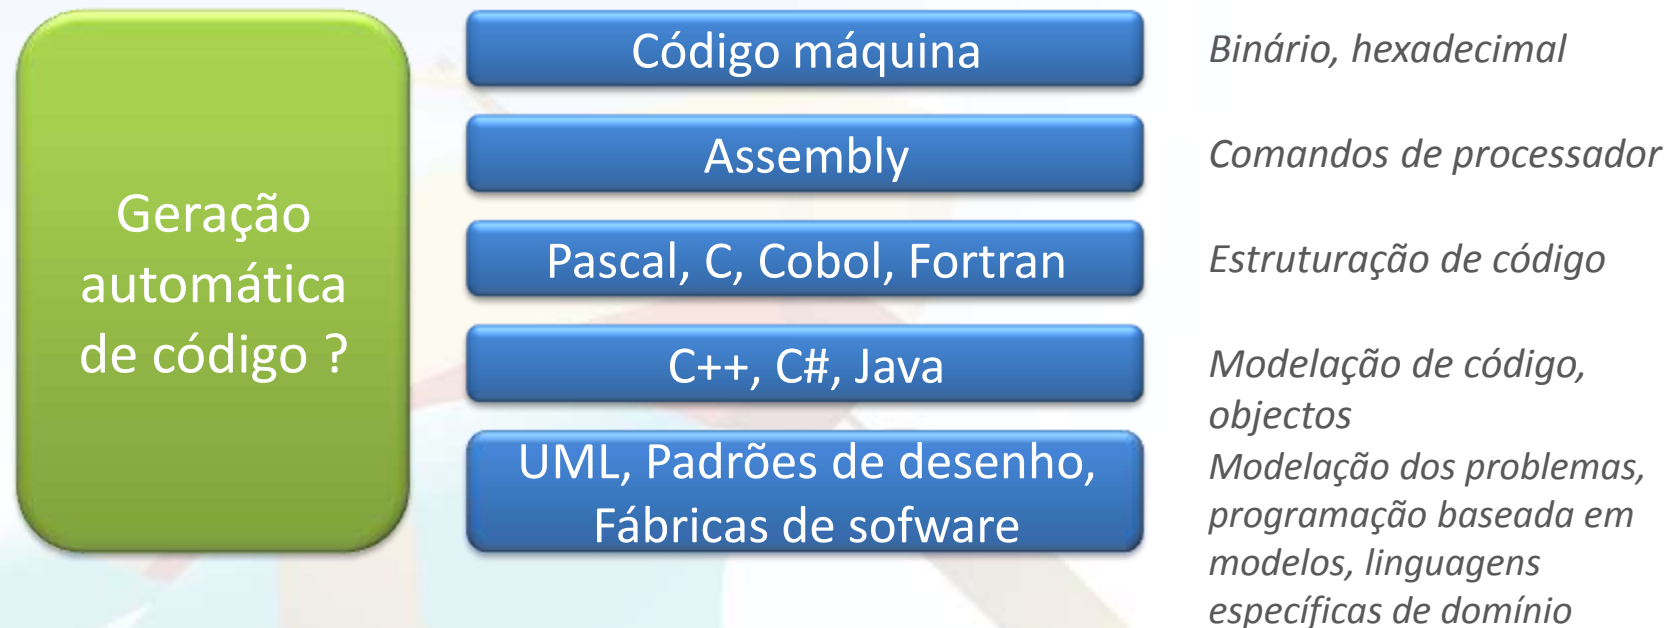 Geração
automática
de código ?
Código máquina
Binário, hexadecimal
Assembly
Comandos de processador
Pascal, C, Cobol, Fortran
Estruturação de código
C++, C#, Java
Modelação de código,
objectos
UML, Padrões de desenho,
Fábricas de sofware
Modelação dos problemas,
programação baseada em
modelos, linguagens
específicas de domínio